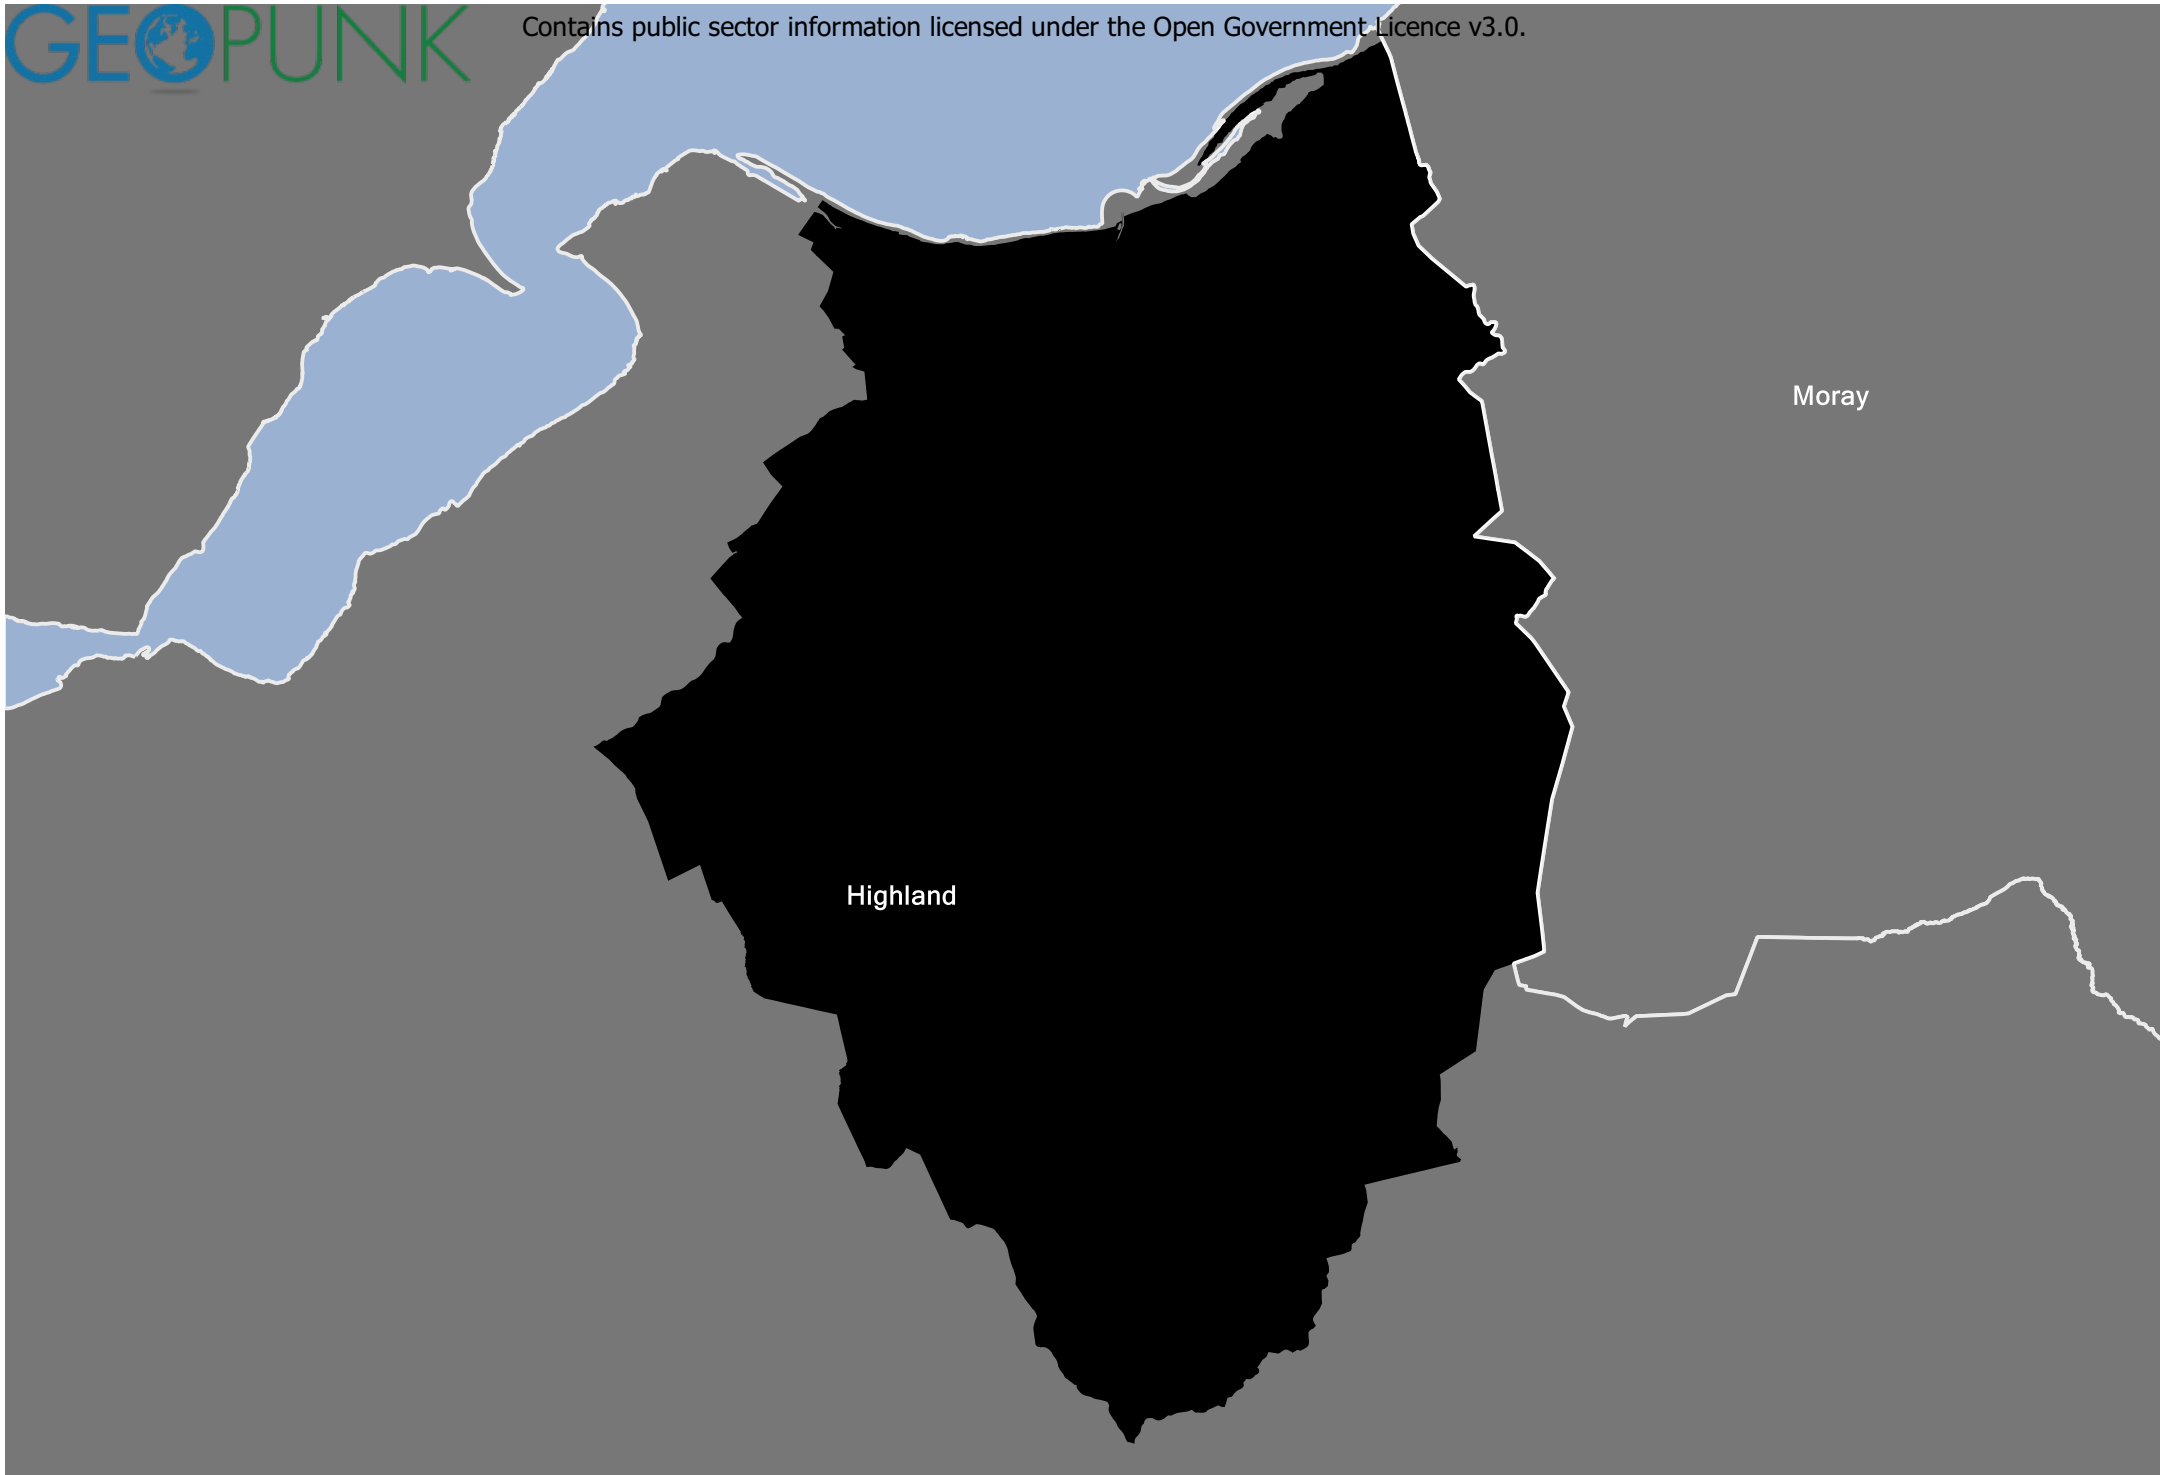 GEOPUNK
Contains public sector information licensed under the Open Government Licence v3.0.
Moray
Highland